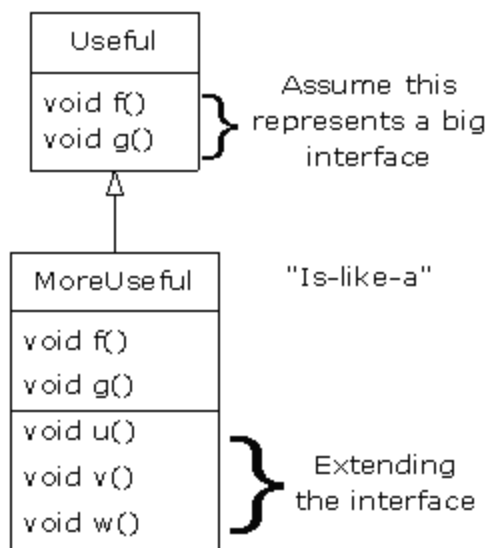 Useful
void f()
void g()
Assume this
represents a big
interface
MoreUseful
"Is-like-a"
void f()
void g()
void u()
void v()
void w()
Extending
the interface